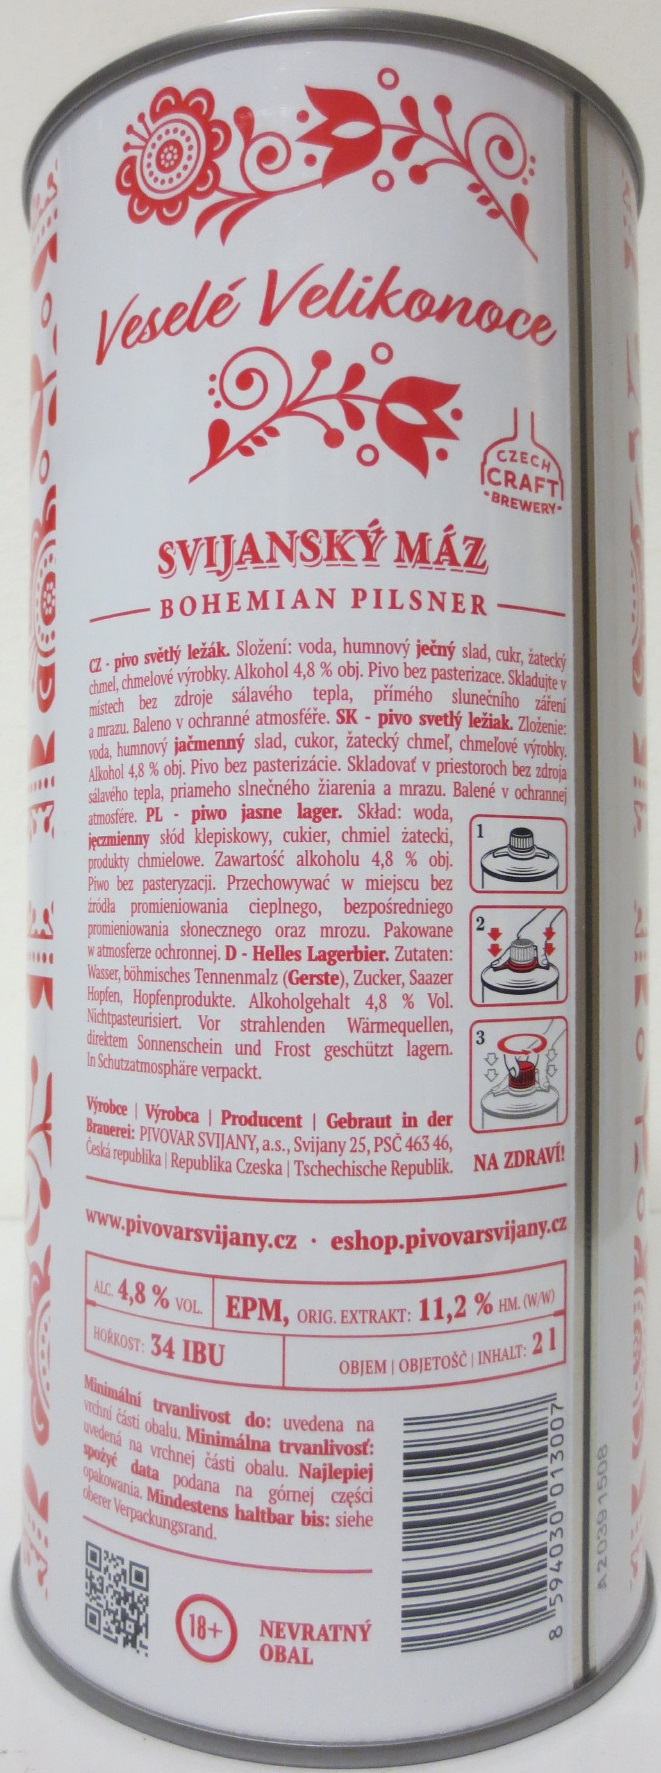 Veselé Velikonoce
CZECH
CRAFT
BREWERY
SVIJANSKÝ MÁZ
BOHEMIAN PILSNER
CZ - pivo světlý ležák. Složení: voda, humnový ječný slad, cukr, žatecký
chmel, chmelové výrobky. Alkohol 4,8 % obj. Pivo bez pasterizace. Skladujte v
místech bez zdroje sálavého tepla, přímého slunečního záření
a mrazu. Baleno v ochranné atmosféře. SK - pivo svetlý ležiak. Zloženie:
voda, humnový jačmenný slad, cukor, žatecký chmeľ, chmeľové výrobky.
Alkohol 4,8 % obj. Pivo bez pasterizácie. Skladovať v priestoroch bez zdroja
sálavého tepla, priameho slnečného žiarenia a mrazu. Balené v ochrannej
atmosfére. PL - piwo jasne lager. Skład: woda,
jęczmienny słód klepiskowy, cukier, chmiel żatecki,
produkty chmielowe. Zawartość alkoholu 4,8 % obj.
Piwo bez pasteryzacji. Przechowywać w miejscu bez
źródła promieniowania cieplnego, bezpośredniego
promieniowania słonecznego oraz mrozu. Pakowane
w atmosferze ochronnej. D - Helles Lagerbier. Zutaten:
Wasser, böhmisches Tennenmalz (Gerste), Zucker, Saazer
Hopfen, Hopfenprodukte. Alkoholgehalt 4,8 % Vol.
Nichtpasteurisiert. Vor strahlenden Wärmequellen,
direktem Sonnenschein und Frost geschützt lagern.
In Schutzatmosphäre verpackt.
1
2
3
NA ZDRAVÍ!
Výrobce | Výrobca | Producent | Gebraut in der
Brauerei: PIVOVAR SVIJANY, a.s., Svijany 25, PSČ 463 46,
Česká republika | Republika Czeska | Tschechische Republik.
www.pivovarsvijany.cz · eshop.pivovarsvijany.cz
ALC. 4,8 % VOL. EPM, ORIG. EXTRAKT: 11,2 % HM. (W/W)
HOŘKOST: 34 IBU OBJEM | OBJETOŠČ | INHALT: 2 l
Minimální trvanlivost do: uvedena na
vrchní části obalu. Minimálna trvanlivosť:
uvedená na vrchnej části obalu. Najlepiej
spożyć data podana na górnej części
opakowania. Mindestens haltbar bis: siehe
oberer Verpackungsrand.
8 594030 013007
A2039 1508
18+
NEVRATNÝ
OBAL